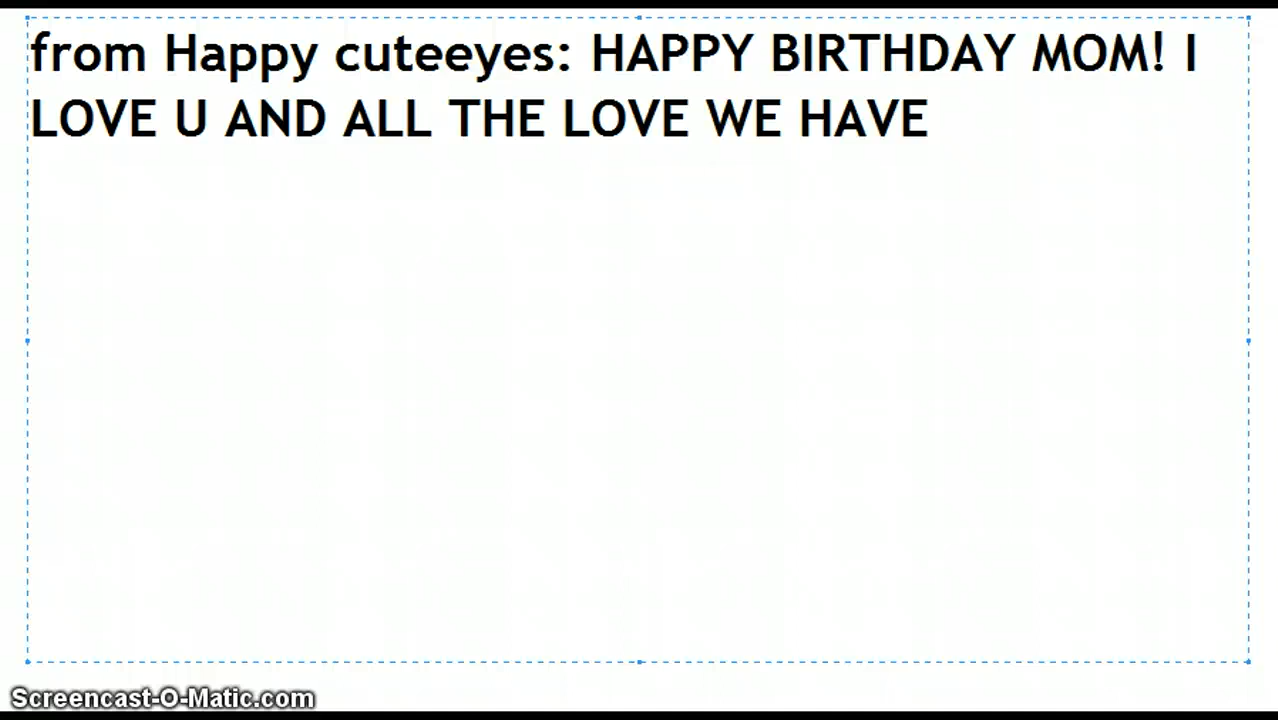 from Happy cuteeyes: HAPPY BIRTHDAY MOM! I
LOVE U AND ALL THE LOVE WE HAVE
Screencast-O-Matic.com